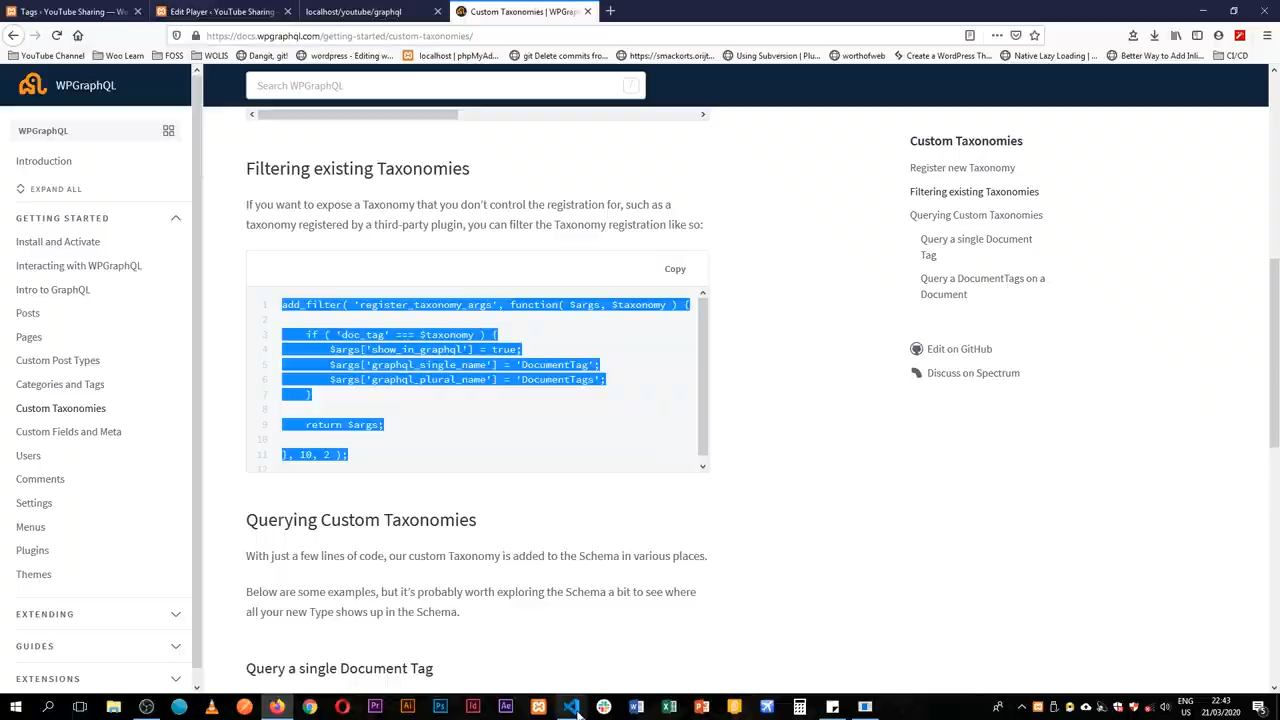 Tags ‹ YouTube Sharing — Wo
Edit Player ‹ YouTube Sharing
localhost/youtube/graphql
Custom Taxonomies | WPGrap
https://docs.wpgraphql.com/getting-started/custom-taxonomies/
YouTube Channel
Woo Learn
FOSS
WOLIS
Dangit, git!
wordpress - Editing w...
localhost | phpMyAd...
git Delete commits fro...
https://smackorts.orijt...
Using Subversion | Plu...
worthofweb
Create a WordPress Th...
Native Lazy Loading | ...
Better Way to Add Inli...
CI/CD
WPGraphQL
Search WPGraphQL
/
WPGraphQL
Introduction
EXPAND ALL
GETTING STARTED
Install and Activate
Interacting with WPGraphQL
Intro to GraphQL
Posts
Pages
Custom Post Types
Categories and Tags
Custom Taxonomies
Custom Fields and Meta
Users
Comments
Settings
Menus
Plugins
Themes
EXTENDING
GUIDES
EXTENSIONS
Filtering existing Taxonomies
If you want to expose a Taxonomy that you don't control the registration for, such as a
taxonomy registered by a third-party plugin, you can filter the Taxonomy registration like so:
Copy
1 add_filter( 'register_taxonomy_args', function( $args, $taxonomy ) {
2
3 if ( 'doc_tag' === $taxonomy ) {
4 $args['show_in_graphql'] = true;
5 $args['graphql_single_name'] = 'DocumentTag';
6 $args['graphql_plural_name'] = 'DocumentTags';
7 }
8
9 return $args;
10
11 }, 10, 2 );
12
Querying Custom Taxonomies
With just a few lines of code, our custom Taxonomy is added to the Schema in various places.
Below are some examples, but it's probably worth exploring the Schema a bit to see where
all your new Type shows up in the Schema.
Query a single Document Tag
Custom Taxonomies
Register new Taxonomy
Filtering existing Taxonomies
Querying Custom Taxonomies
Query a single Document
Tag
Query a DocumentTags on a
Document
Edit on GitHub
Discuss on Spectrum
ENG
US
22:43
21/03/2020